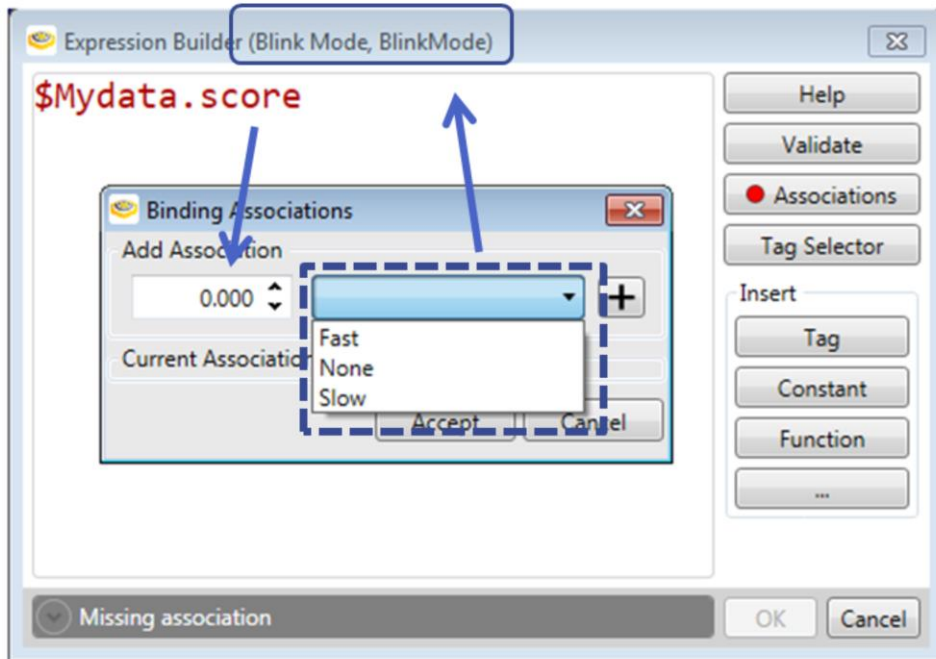 Expression Builder (Blink Mode, BlinkMode)
$Mydata.score
Help
Validate
Associations
Tag Selector
Insert
Tag
Constant
Function
...
Binding Associations
Add Association
0.000
Fast
None
Slow
Current Association
Accept
Cancel
Missing association
OK
Cancel